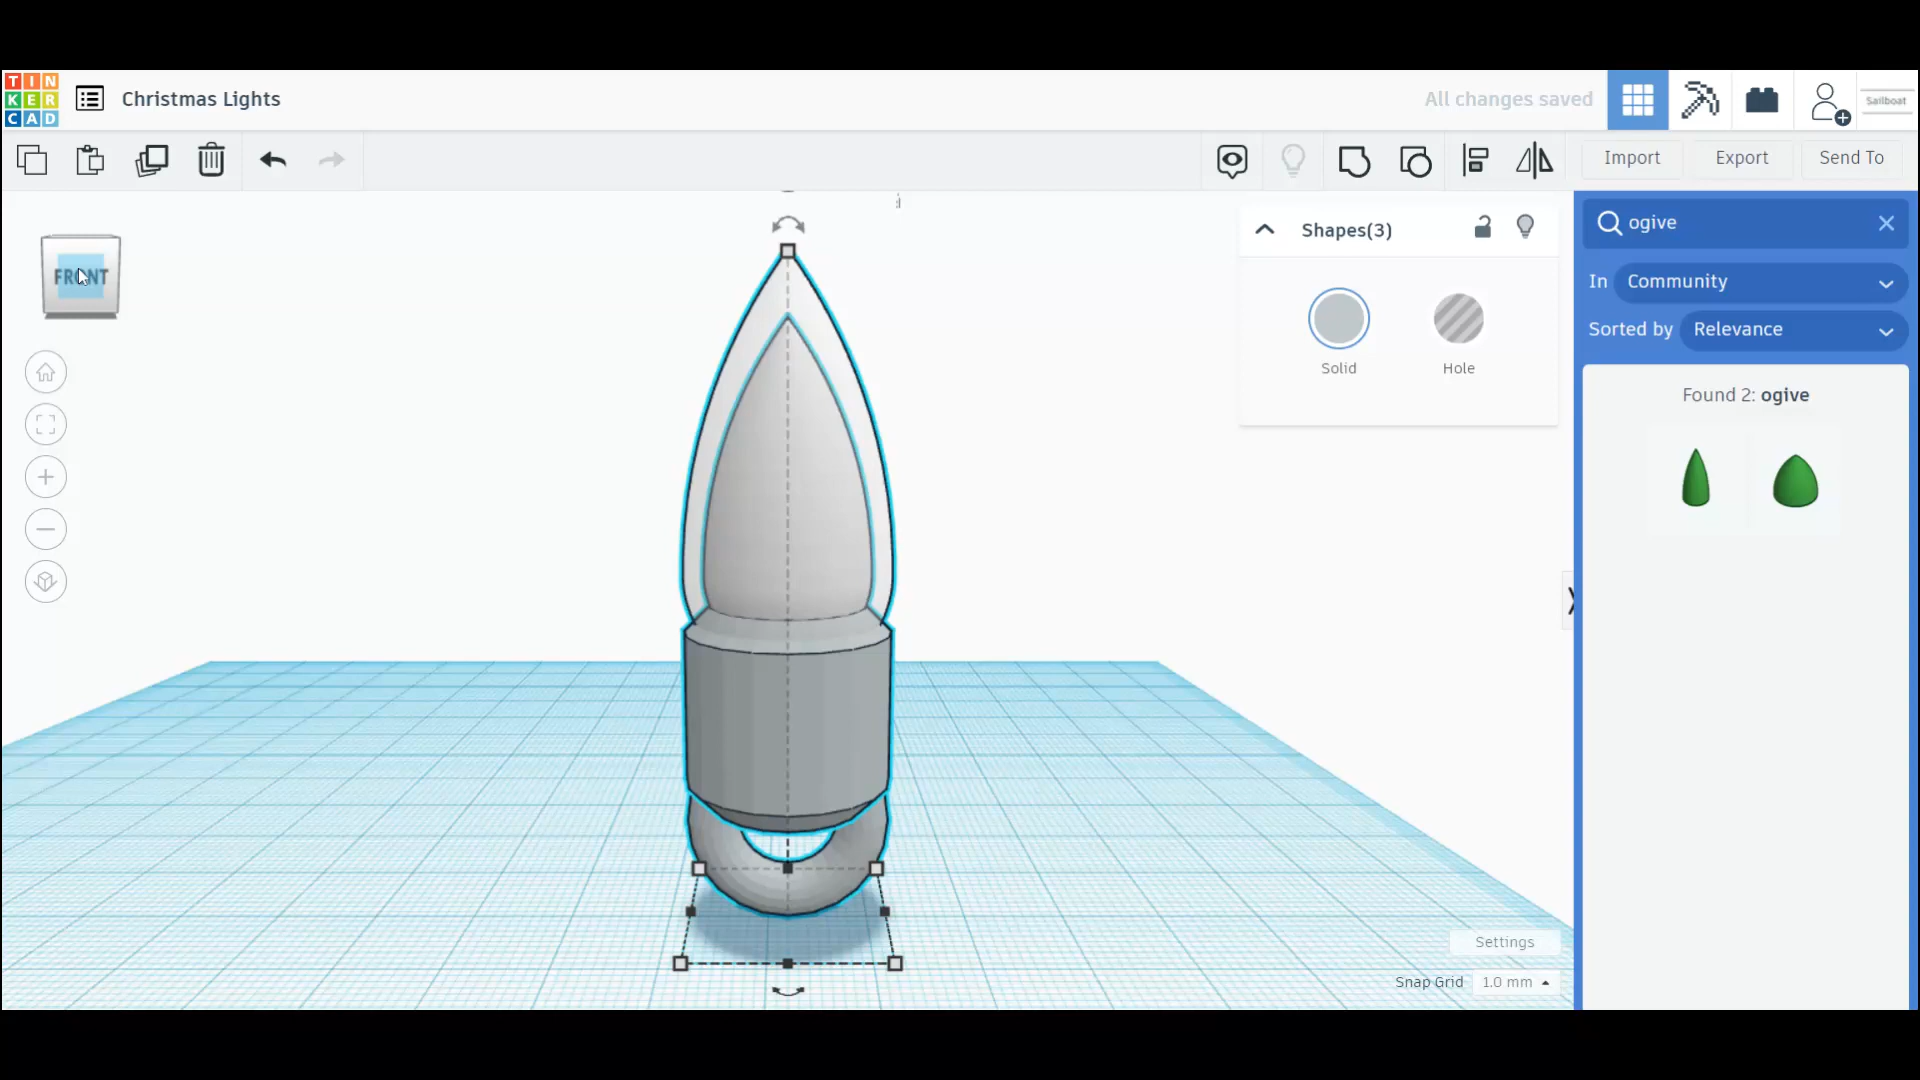 TIN
KER
CAD
Christmas Lights
All changes saved
Sailboat
Import
Export
Send To
FRONT
Shapes(3)
Solid
Hole
ogive
In Community
Sorted by Relevance
Found 2: ogive
Settings
Snap Grid 1.0 mm